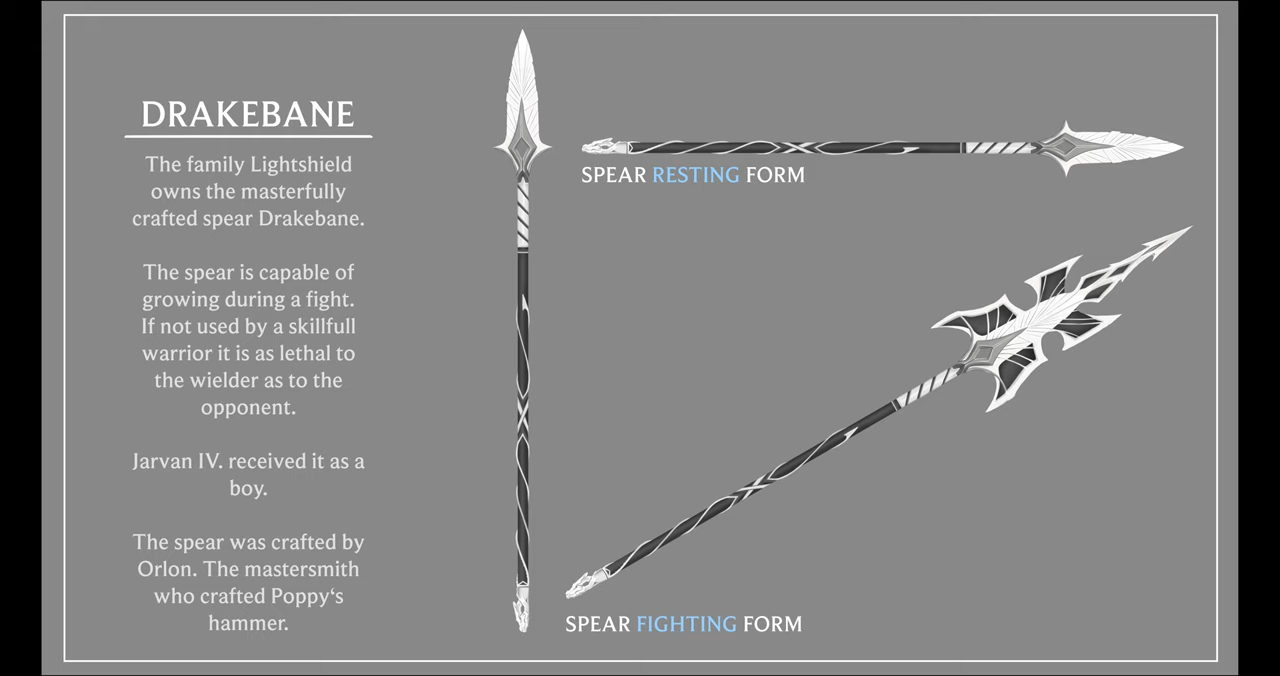 DRAKEBANE
The family Lightshield
owns the masterfully
crafted spear Drakebane.
The spear is capable of
growing during a fight.
If not used by a skillfull
warrior it is as lethal to
the wielder as to the
opponent.
Jarvan IV. received it as a
boy.
The spear was crafted by
Orlon. The mastersmith
who crafted Poppy‘s
hammer.
SPEAR RESTING FORM
SPEAR FIGHTING FORM